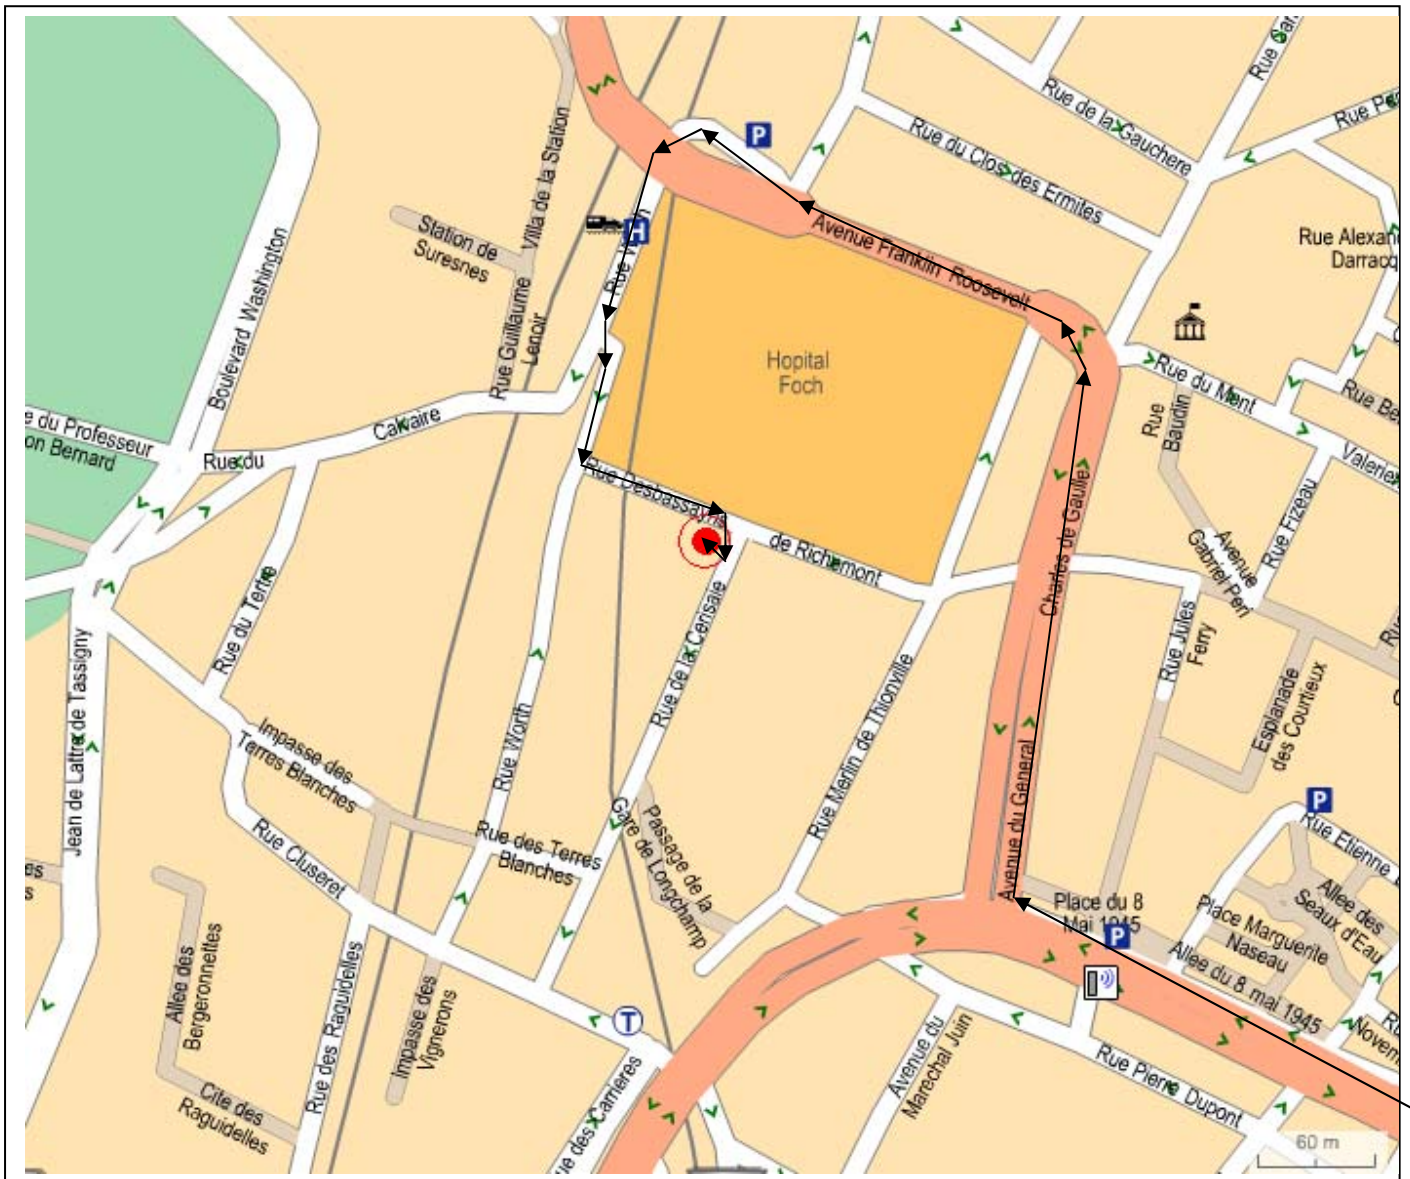 Rue de la Gauchere
Rue du Clos des Ermites
Villa de la Station
Station de
Suresnes
Rue Guillaume
Lenoir
Boulevard Washington
H
P
Avenue Franklin Roosevelt
Rue Alexan
Darracq
Hopital
Foch
Rue du Mont
Valerien
Rue
Baudin
Rue Be
e du Professeur
on Bernard
Rue du
Calvaire
Rue Desbassayns
de Richemont
Rue Fizeau
Avenue
Gabriel Peri
Charles de Gaulle
Rue du Tertre
Rue de la Cerisaie
Rue Jules
Ferry
Jean de Lattre de Tassigny
Rue Merlin de Thionville
Esplanade
des Courtieux
Rue Worth
Impasse des
Terres Blanches
Avenue du General
P
Rue Etienne
Rue Cluseret
Rue des Terres
Blanches
Passage de la
Gare de Longchamp
Place du 8
Mai 1945
P
Allee des
Seaux d'Eau
Place Marguerite
Naseau
Allee du 8 mai 1945
Novem
Allee des
Bergeronnettes
Rue des Raguidelles
Impasse des
Vignerons
T
Avenue du
Marechal Juin
Rue Pierre Dupont
Cite des
Raguidelles
ue des Carrieres
60 m